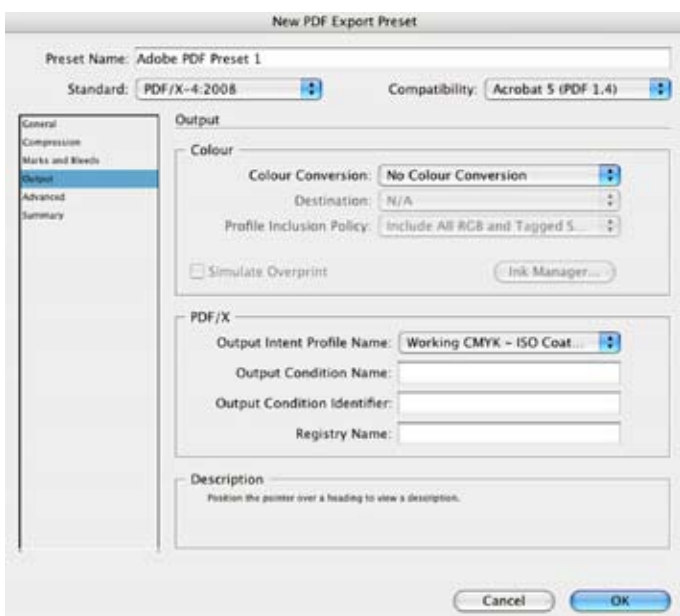 New PDF Export Preset
Preset Name: Adobe PDF Preset 1
Standard: PDF/X-4:2008
Compatibility: Acrobat 5 (PDF 1.4)
General
Compression
Marks and Bleeds
Output
Advanced
Summary
Output
Colour
Colour Conversion: No Colour Conversion
Destination: N/A
Profile Inclusion Policy: Include All RGB and Tagged S...
Simulate Overprint
Ink Manager...
PDF/X
Output Intent Profile Name: Working CMYK - ISO Coat...
Output Condition Name:
Output Condition Identifier:
Registry Name:
Description
Position the pointer over a heading to view a description.
Cancel
OK